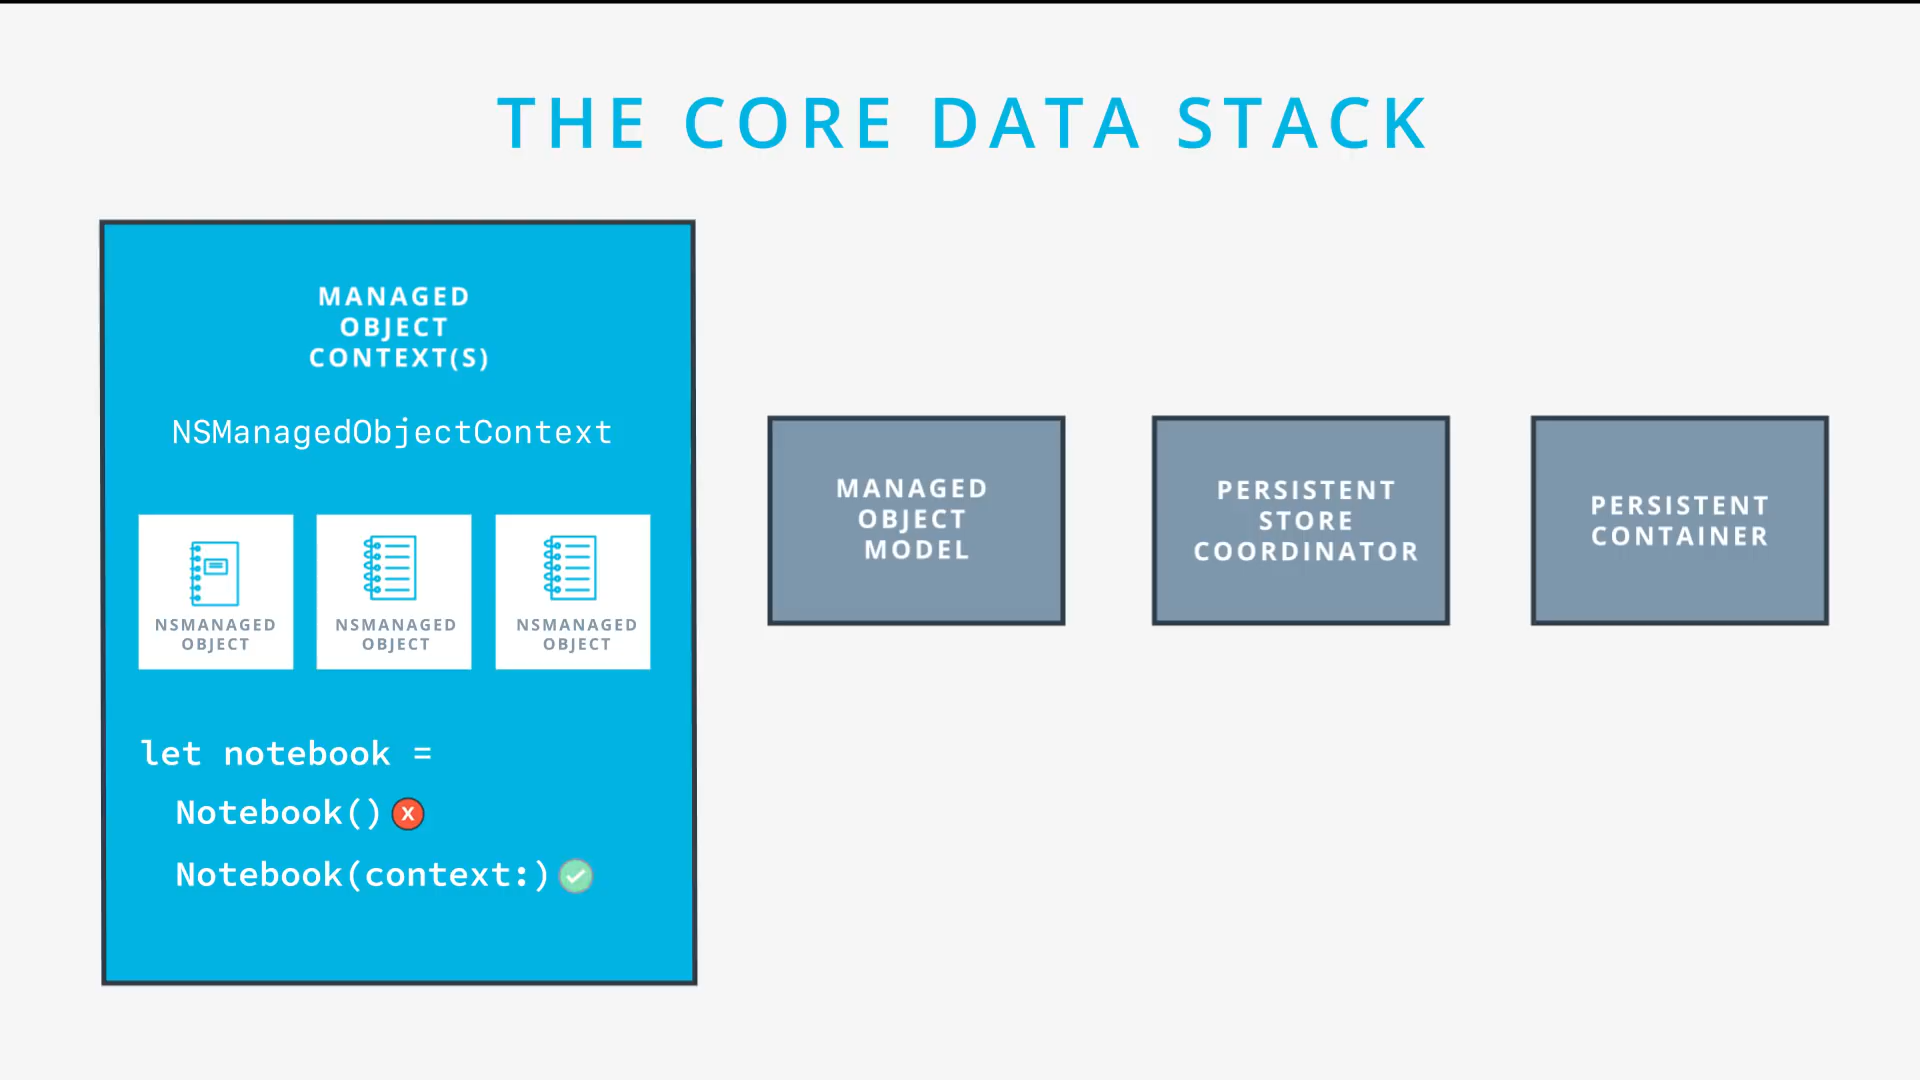 THE CORE DATA STACK
MANAGED
OBJECT
CONTEXT(S)
NSManagedObjectContext
NSMANAGED
OBJECT
NSMANAGED
OBJECT
NSMANAGED
OBJECT
let notebook =
Notebook() X
Notebook(context:)
MANAGED
OBJECT
MODEL
PERSISTENT
STORE
COORDINATOR
PERSISTENT
CONTAINER